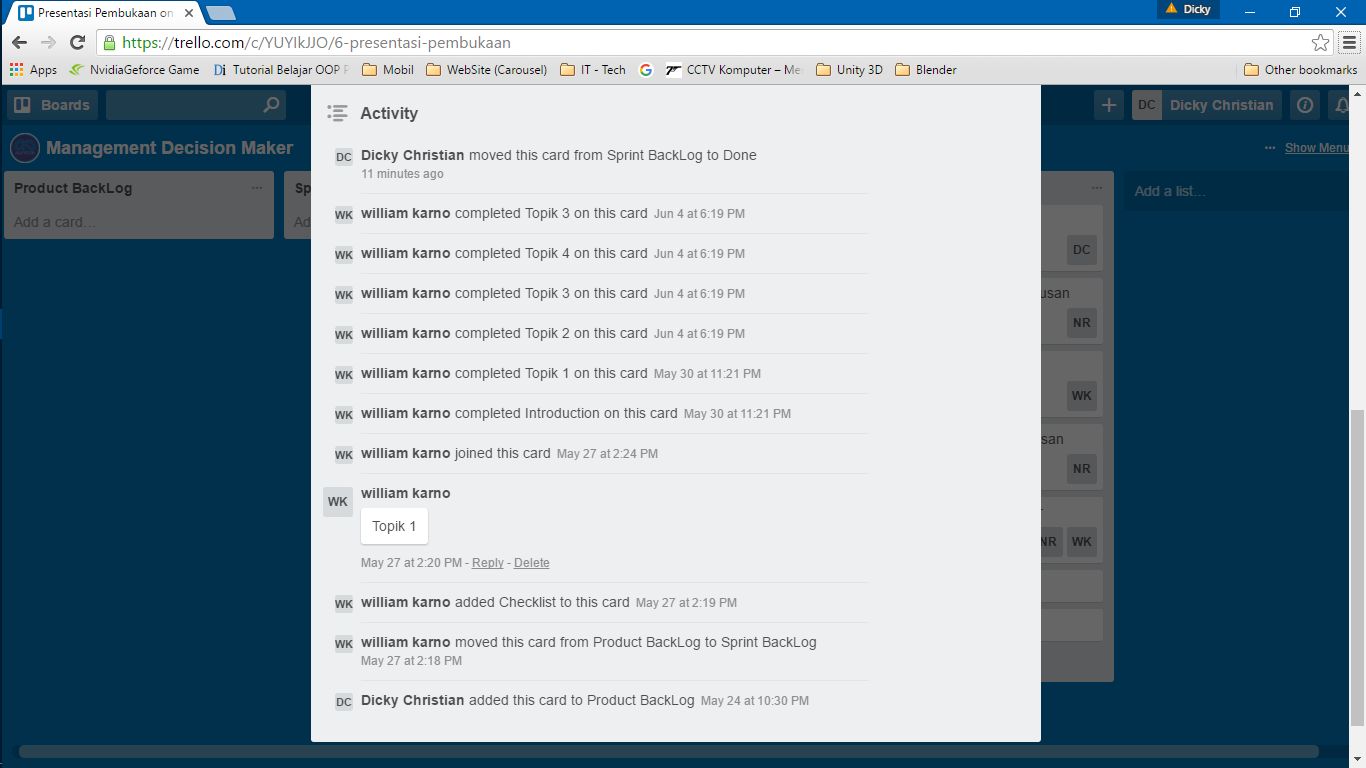 Presentasi Pembukaan on
Dicky
https://trello.com/c/YUYIkJJO/6-presentasi-pembukaan
Apps
NvidiaGeforce Game
Di Tutorial Belajar OOP P
Mobil
WebSite (Carousel)
IT - Tech
CCTV Komputer – Me
Unity 3D
Blender
Other bookmarks
Boards
DC Dicky Christian
Management Decision Maker
Show Menu
Product BackLog
Add a card...
Sp
Ad
Add a list...
Activity
DC Dicky Christian moved this card from Sprint BackLog to Done
11 minutes ago
WK william karno completed Topik 3 on this card Jun 4 at 6:19 PM
WK william karno completed Topik 4 on this card Jun 4 at 6:19 PM
WK william karno completed Topik 3 on this card Jun 4 at 6:19 PM
WK william karno completed Topik 2 on this card Jun 4 at 6:19 PM
WK william karno completed Topik 1 on this card May 30 at 11:21 PM
WK william karno completed Introduction on this card May 30 at 11:21 PM
WK william karno joined this card May 27 at 2:24 PM
WK william karno
Topik 1
May 27 at 2:20 PM - Reply - Delete
WK william karno added Checklist to this card May 27 at 2:19 PM
WK william karno moved this card from Product BackLog to Sprint BackLog
May 27 at 2:18 PM
DC Dicky Christian added this card to Product BackLog May 24 at 10:30 PM
DC
usan
NR
WK
san
NR
NR WK